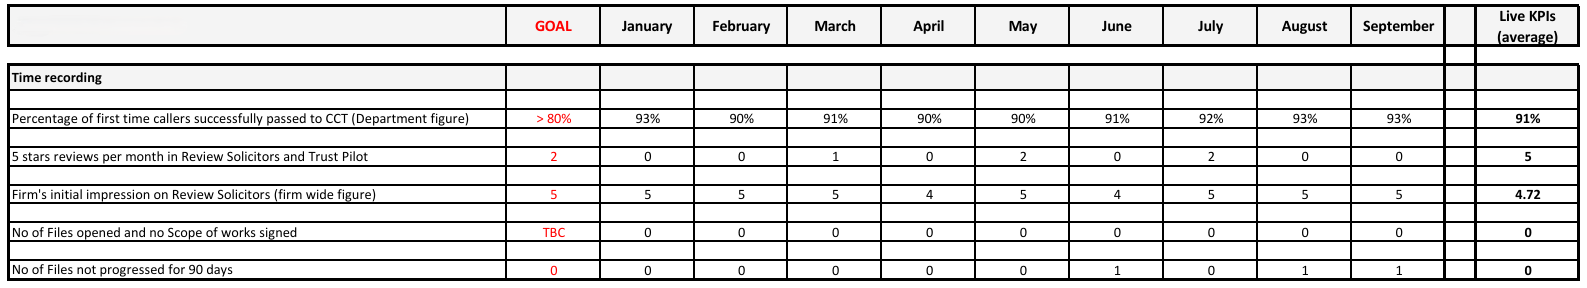 GOAL January February March April May June July August September Live KPIs
(average)
Time recording
Percentage of first time callers successfully passed to CCT (Department figure) > 80% 93% 90% 91% 90% 90% 91% 92% 93% 93% 91%
5 stars reviews per month in Review Solicitors and Trust Pilot 2 0 0 1 0 2 0 2 0 0 5
Firm's initial impression on Review Solicitors (firm wide figure) 5 5 5 5 4 5 4 5 5 5 4.72
No of Files opened and no Scope of works signed TBC 0 0 0 0 0 0 0 0 0 0
No of Files not progressed for 90 days 0 0 0 0 0 0 1 0 1 1 0